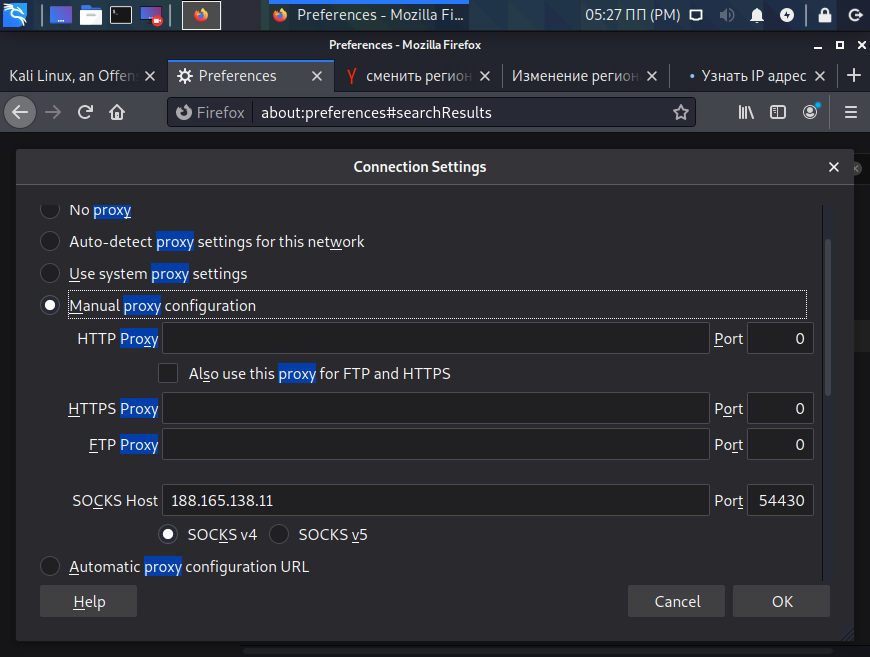 Preferences - Mozilla Fi...
05:27 ПП (PM)
Preferences - Mozilla Firefox
Kali Linux, an Offens
Preferences
сменить регион
Изменение регион
Узнать IP адрес
Firefox
about:preferences#searchResults
Connection Settings
No proxy
Auto-detect proxy settings for this network
Use system proxy settings
Manual proxy configuration
HTTP Proxy Port 0
Also use this proxy for FTP and HTTPS
HTTPS Proxy Port 0
FTP Proxy Port 0
SOCKS Host 188.165.138.11 Port 54430
SOCKS v4 SOCKS v5
Automatic proxy configuration URL
Help Cancel OK